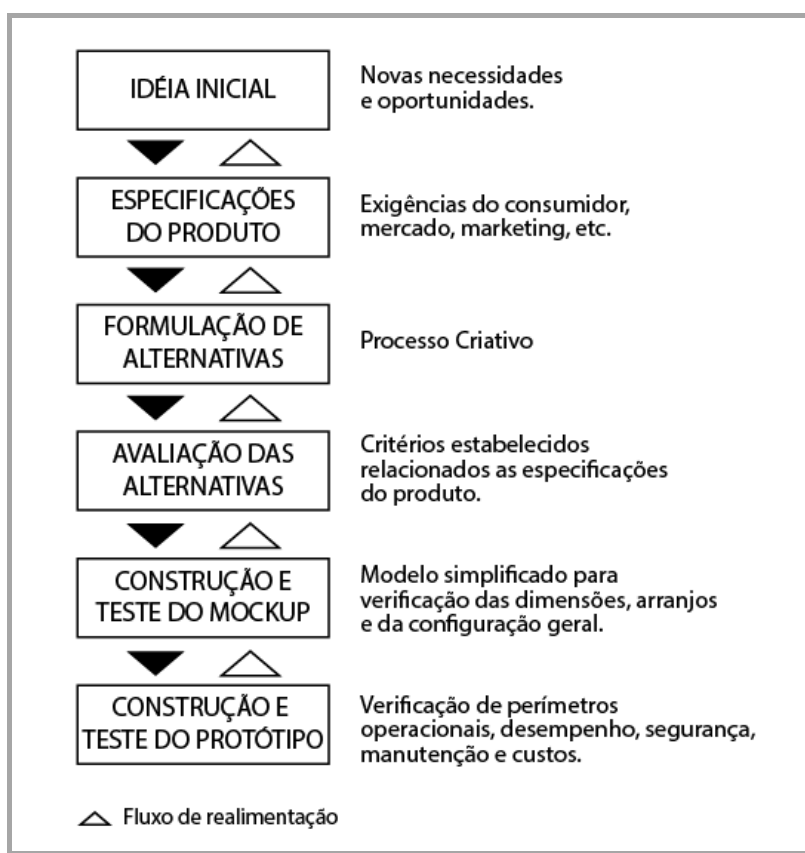 IDÉIA INICIAL
Novas necessidades
e oportunidades.
ESPECIFICAÇÕES
DO PRODUTO
Exigências do consumidor,
mercado, marketing, etc.
FORMULAÇÃO DE
ALTERNATIVAS
Processo Criativo
AVALIAÇÃO DAS
ALTERNATIVAS
Critérios estabelecidos
relacionados as especificações
do produto.
CONSTRUÇÃO E
TESTE DO MOCKUP
Modelo simplificado para
verificação das dimensões, arranjos
e da configuração geral.
CONSTRUÇÃO E
TESTE DO PROTÓTIPO
Verificação de perímetros
operacionais, desempenho, segurança,
manutenção e custos.
Fluxo de realimentação